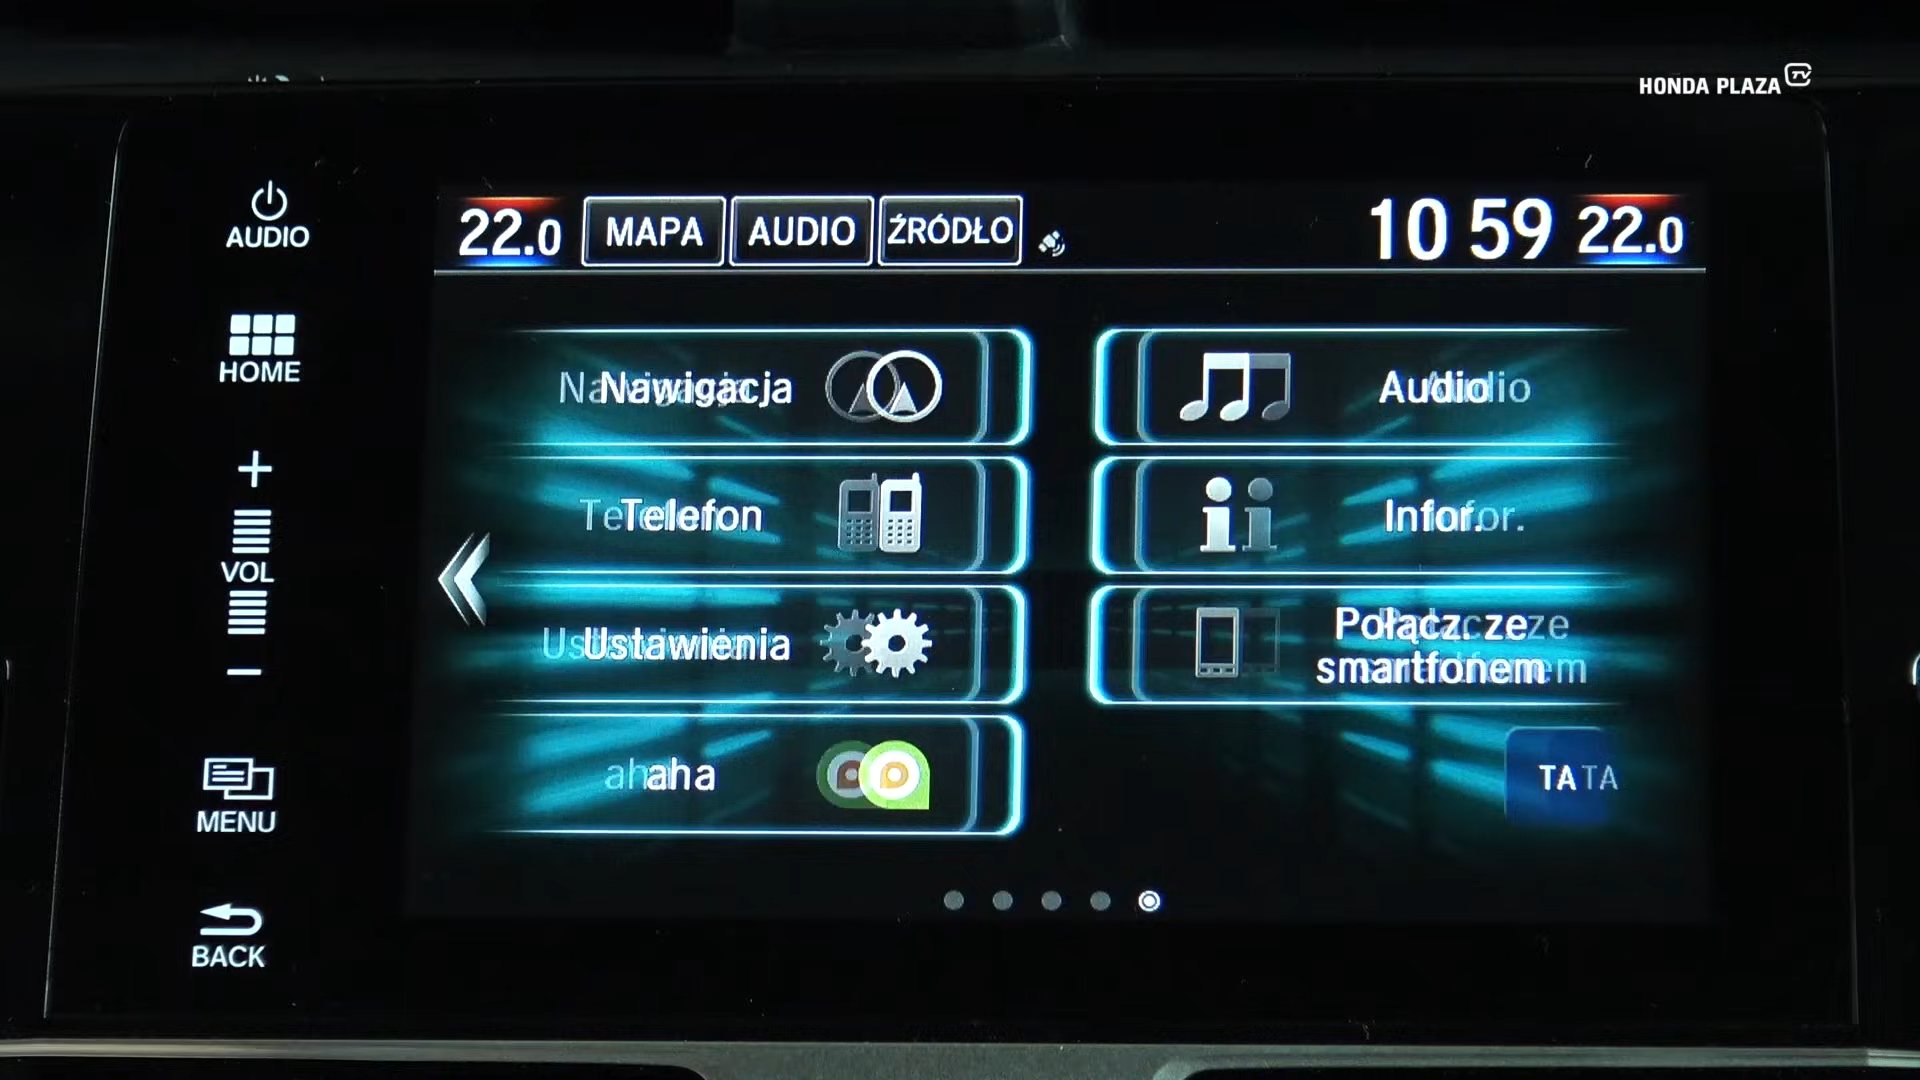 HONDA PLAZA TV
AUDIO
HOME
VOL
MENU
BACK
22.0 MAPA AUDIO ŹRÓDŁO 10 59 22.0
Nawigacja
Audio
Telefon
Infor.
Ustawienia
Połącz. ze
smartfonem
aha